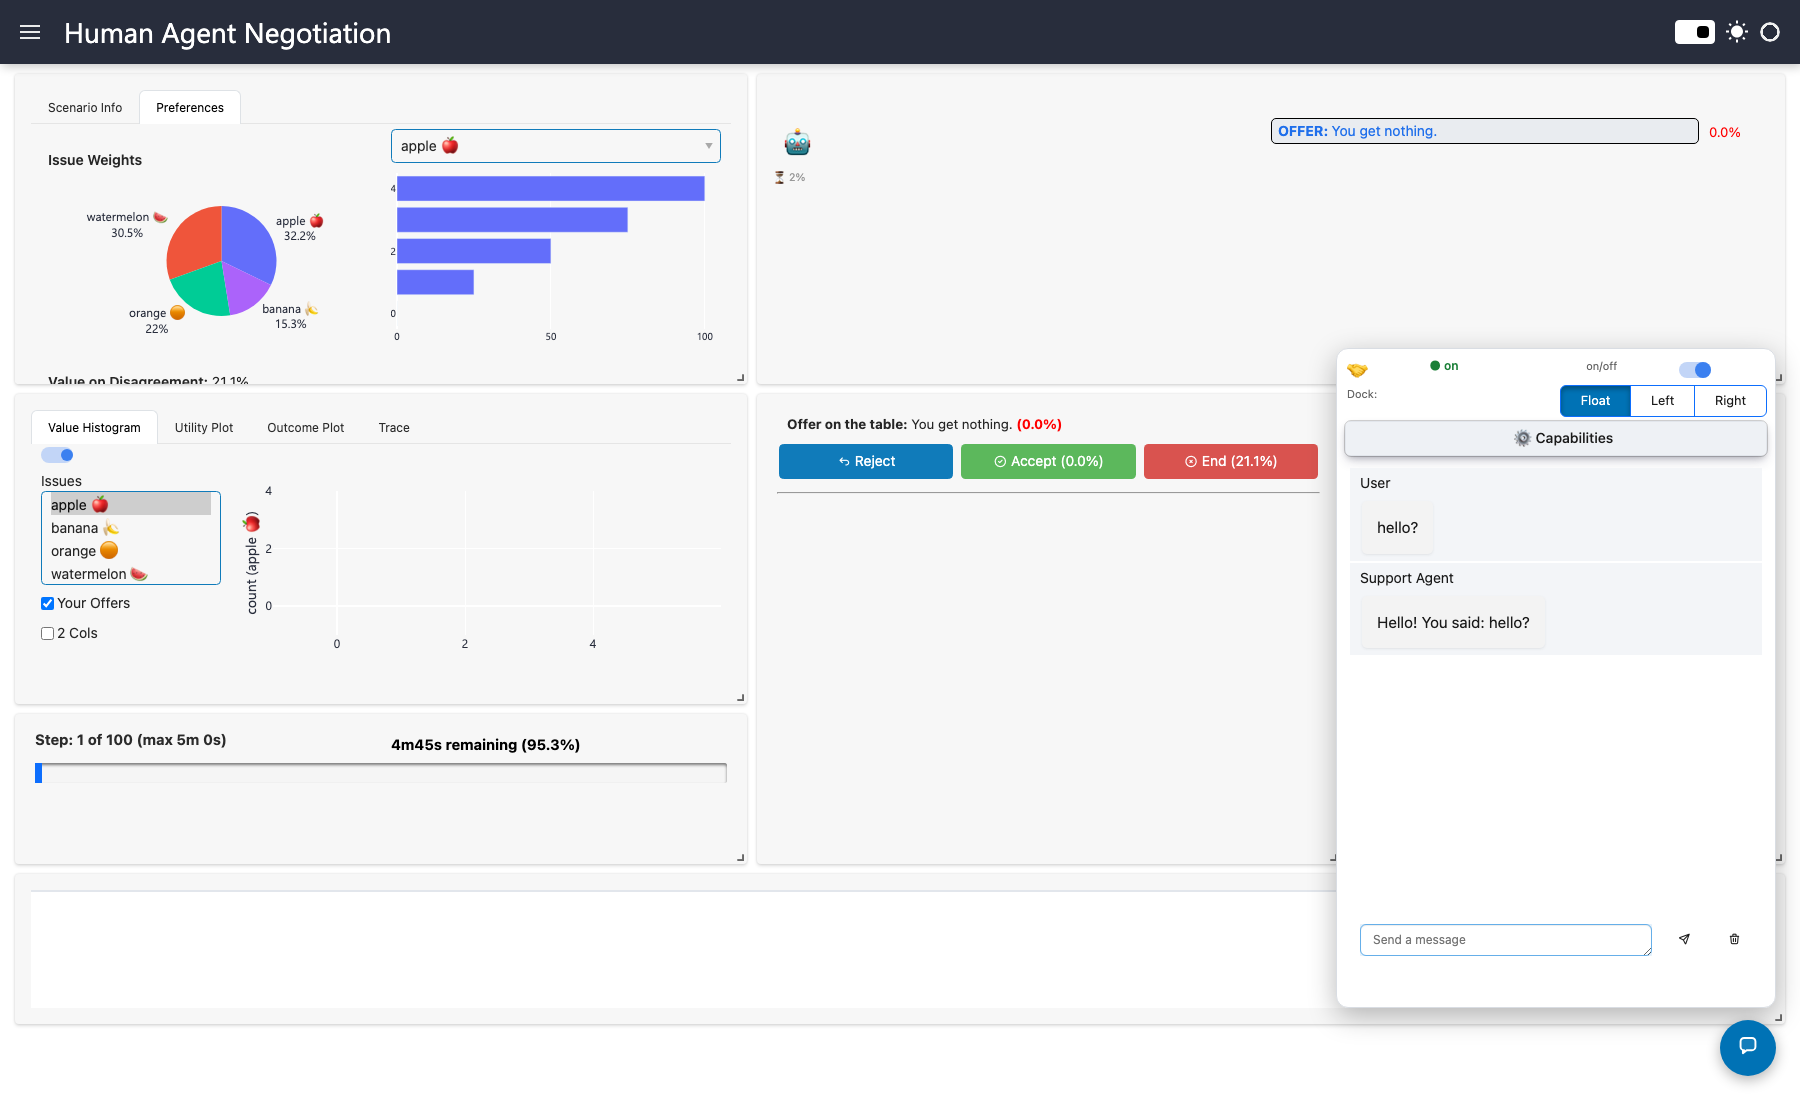 Human Agent Negotiation
Scenario Info
Preferences
Issue Weights
apple
watermelon
30.5%
apple
32.2%
orange
22%
banana
15.3%
4
2
0
0
50
100
Value on Disagreement: 21.1%
OFFER: You get nothing.
0.0%
2%
Value Histogram
Utility Plot
Outcome Plot
Trace
Issues
apple
banana
orange
watermelon
Your Offers
2 Cols
count (apple )
4
2
0
0
2
4
Step: 1 of 100 (max 5m 0s)
4m45s remaining (95.3%)
Offer on the table: You get nothing. (0.0%)
Reject
Accept (0.0%)
End (21.1%)
on
on/off
Dock:
Float
Left
Right
Capabilities
User
hello?
Support Agent
Hello! You said: hello?
Send a message